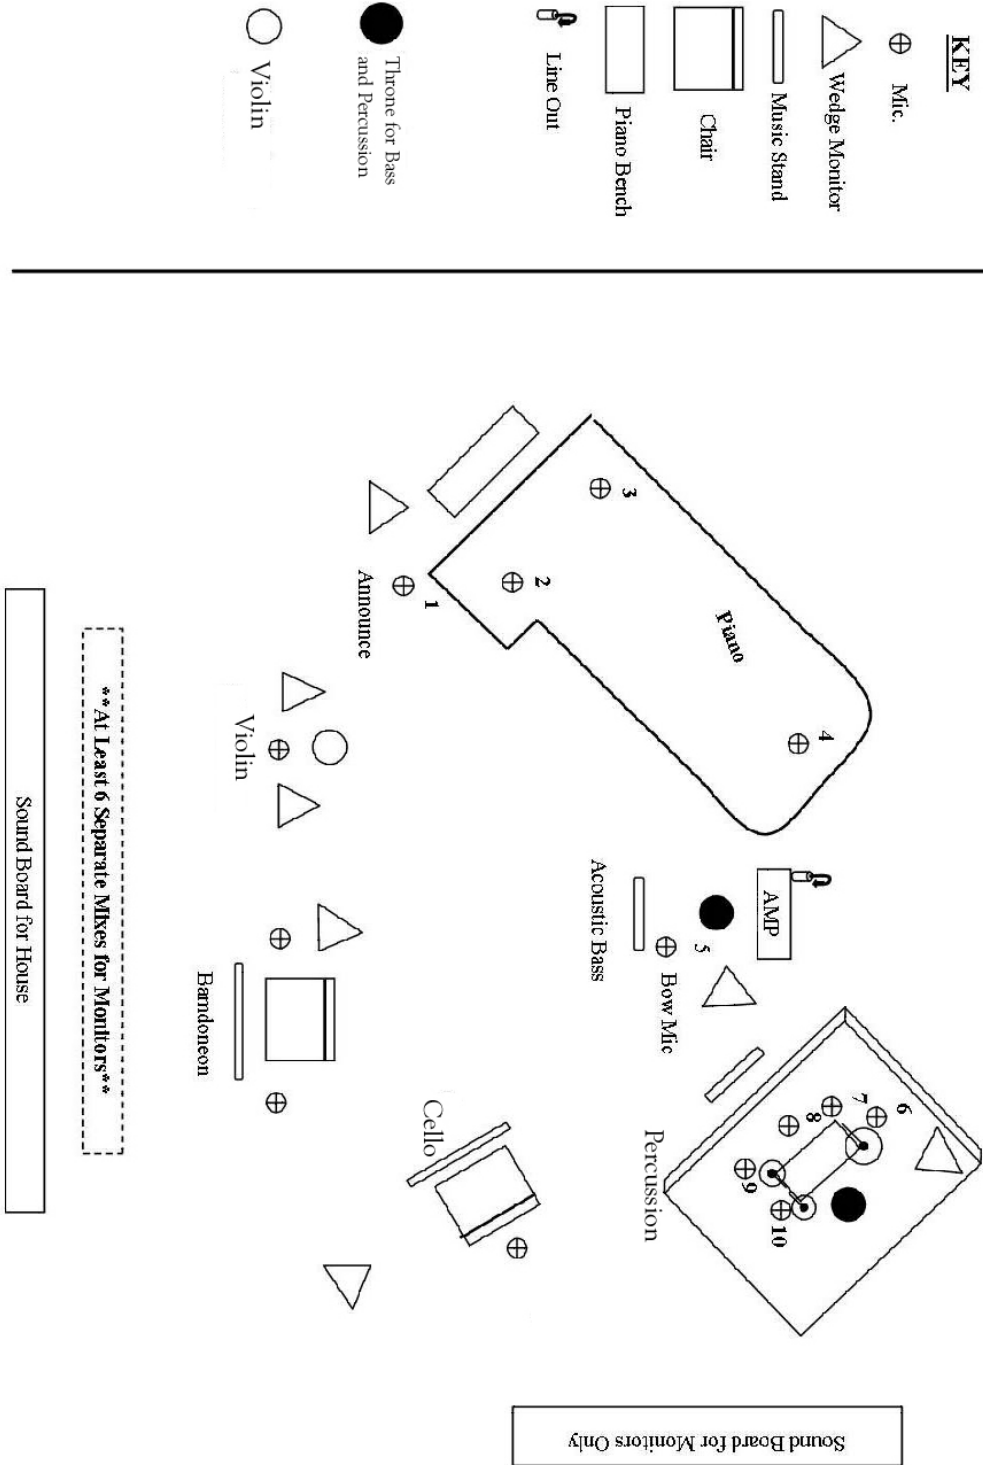 KEY
Mic.
Wedge Monitor
Music Stand
Chair
Piano Bench
Line Out
Throne for Bass
and Percussion
Violin
Piano
3
2
4
1
Announce
Violin
AMP
5
Acoustic Bass
Bow Mic
6
7
8
9
10
Percussion
Cello
Bamdoneon
**At Least 6 Separate Mixes for Monitors**
Sound Board for House
Sound Board for Monitors Only